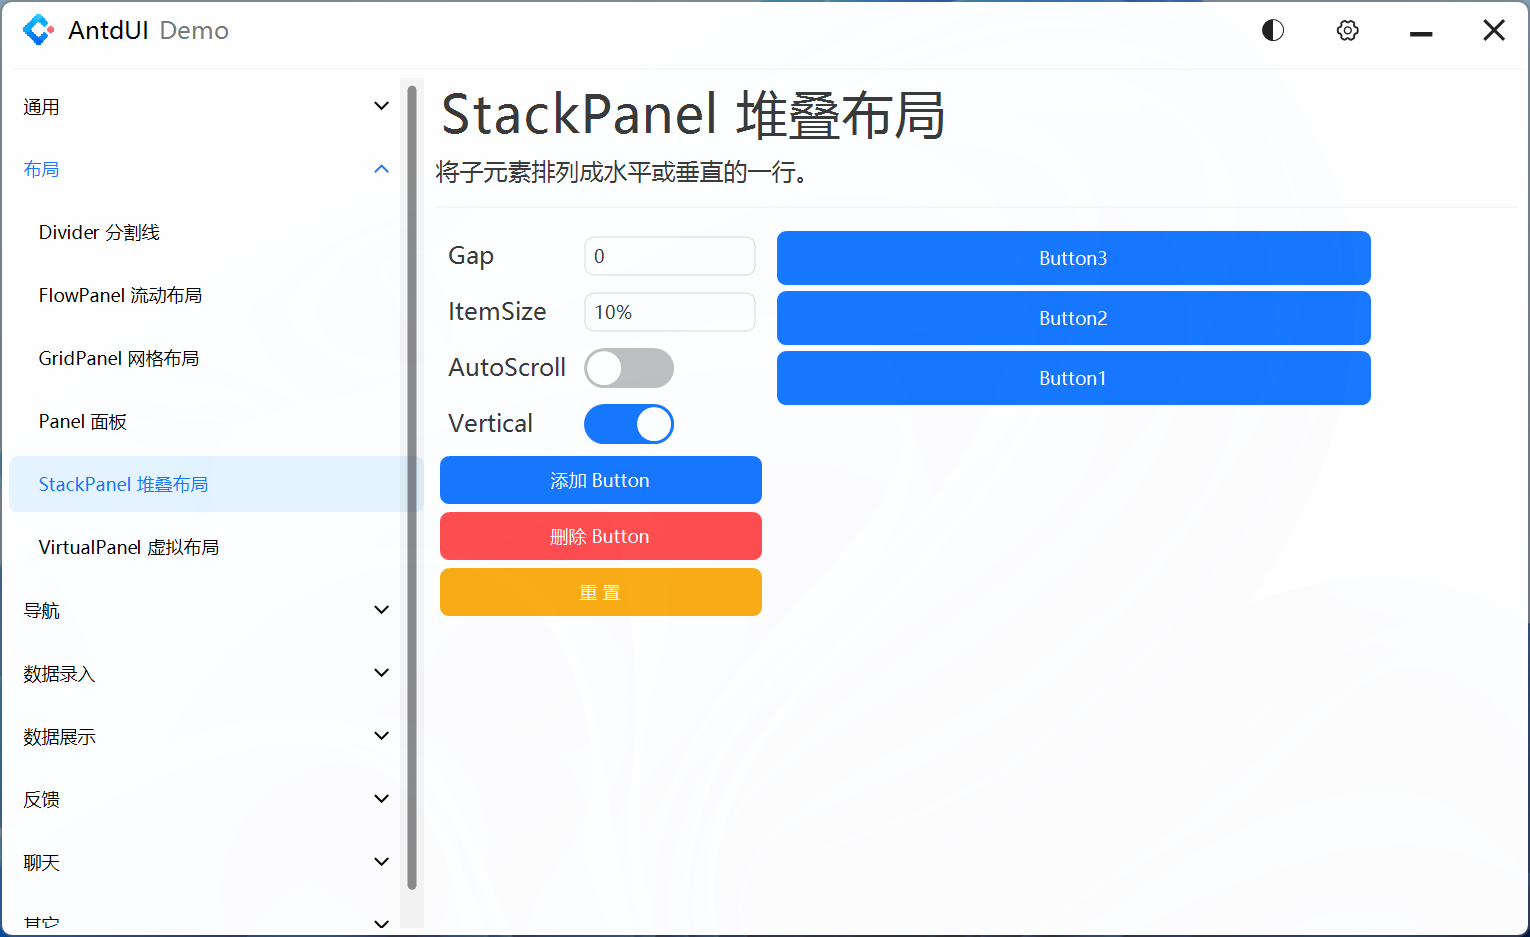 AntdUI Demo
通用
布局
Divider 分割线
FlowPanel 流动布局
GridPanel 网格布局
Panel 面板
StackPanel 堆叠布局
VirtualPanel 虚拟布局
导航
数据录入
数据展示
反馈
聊天
其它
StackPanel 堆叠布局
将子元素排列成水平或垂直的一行。
Gap 0
ItemSize 10%
AutoScroll
Vertical
添加 Button
删除 Button
重 置
Button3
Button2
Button1